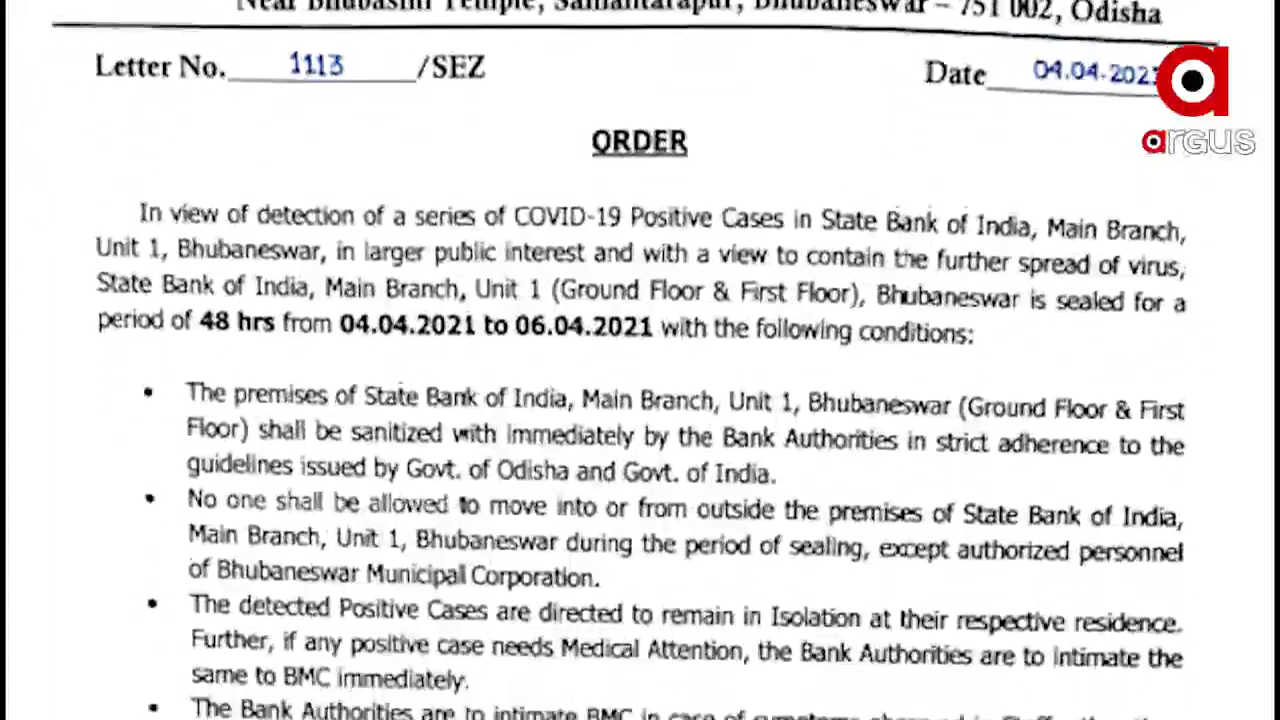 Near Bhubasuni Temple, Samantarapur, Bhubaneswar – 751 002, Odisha
Letter No. 1113 /SEZ
Date 04.04.2021
argus
ORDER
In view of detection of a series of COVID-19 Positive Cases in State Bank of India, Main Branch,
Unit 1, Bhubaneswar, in larger public interest and with a view to contain the further spread of virus,
State Bank of India, Main Branch, Unit 1 (Ground Floor & First Floor), Bhubaneswar is sealed for a
period of 48 hrs from 04.04.2021 to 06.04.2021 with the following conditions:
• The premises of State Bank of India, Main Branch, Unit 1, Bhubaneswar (Ground Floor & First
Floor) shall be sanitized with immediately by the Bank Authorities in strict adherence to the
guidelines issued by Govt. of Odisha and Govt. of India.
• No one shall be allowed to move into or from outside the premises of State Bank of India,
Main Branch, Unit 1, Bhubaneswar during the period of sealing, except authorized personnel
of Bhubaneswar Municipal Corporation.
• The detected Positive Cases are directed to remain in Isolation at their respective residence.
Further, if any positive case needs Medical Attention, the Bank Authorities are to intimate the
same to BMC immediately.
• The Bank Authorities are to intimate BMC in case of symptoms observed in